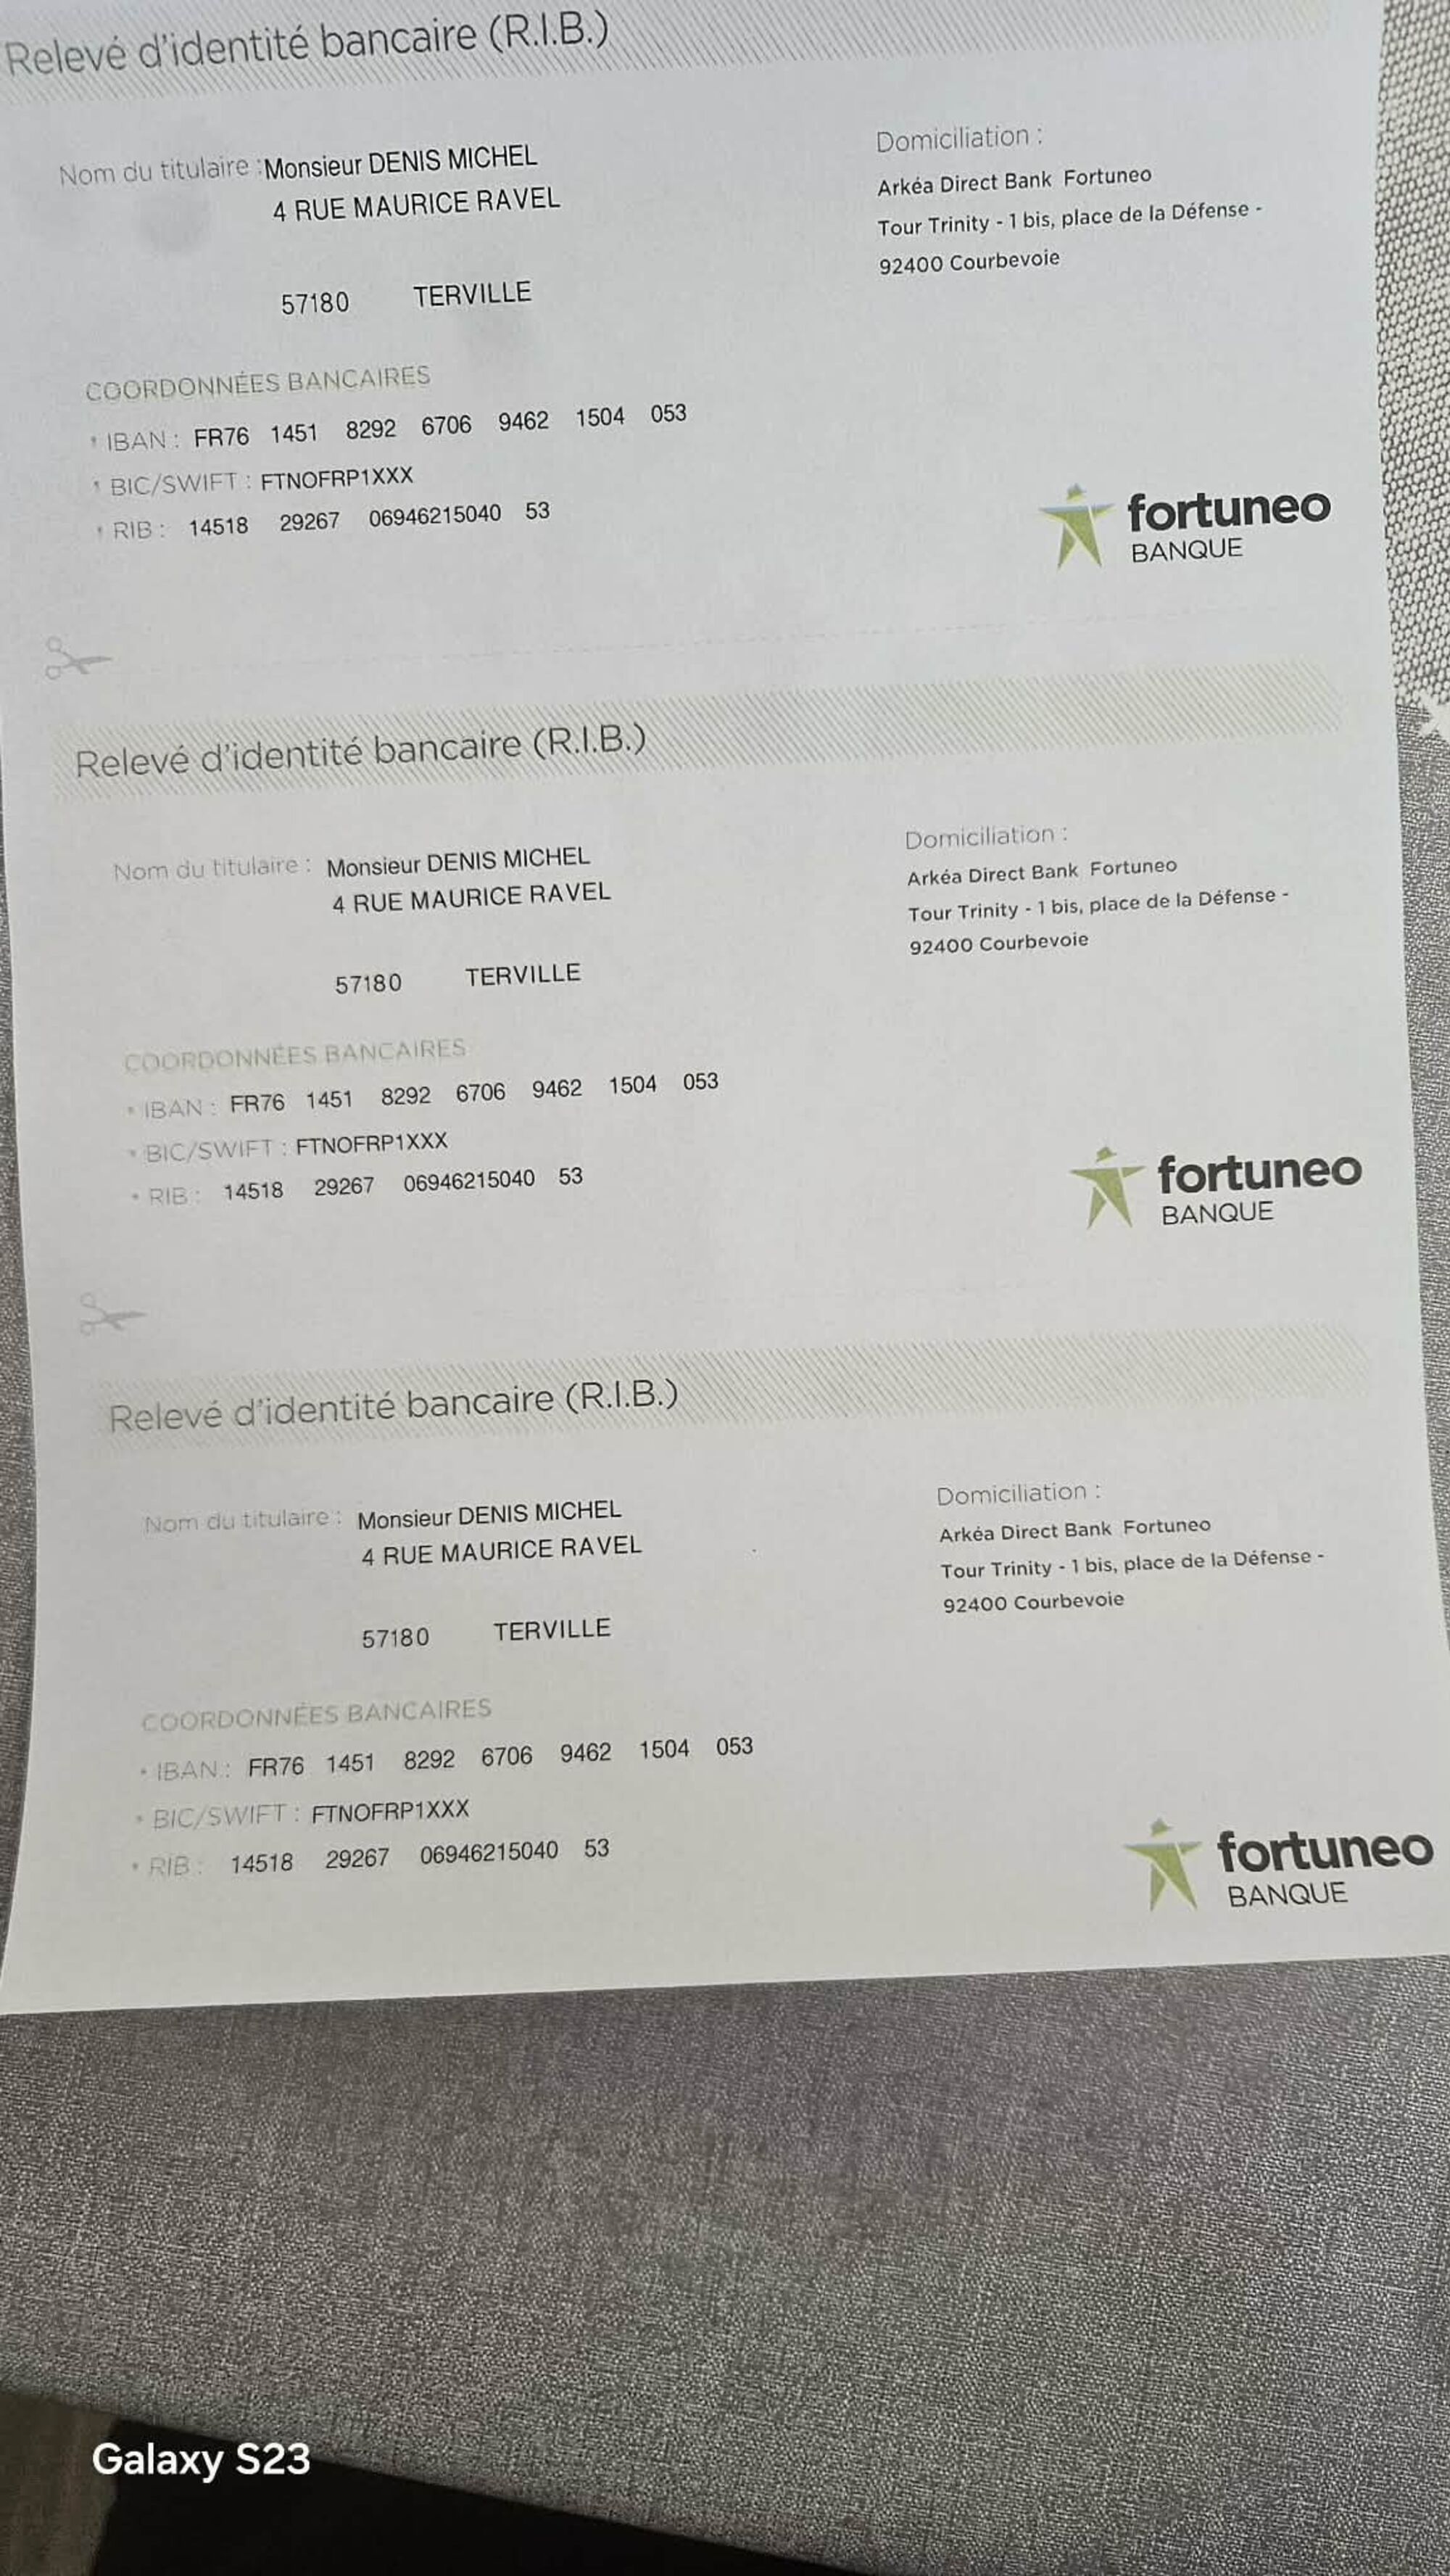 Relevé d'identité bancaire (R.I.B.)
Nom du titulaire : Monsieur DENIS MICHEL
4 RUE MAURICE RAVEL
57180 TERVILLE
Domiciliation :
Arkéa Direct Bank Fortuneo
Tour Trinity - 1 bis, place de la Défense -
92400 Courbevoie
COORDONNÉES BANCAIRES
• IBAN : FR76 1451 8292 6706 9462 1504 053
• BIC/SWIFT : FTNOFRP1XXX
• RIB : 14518 29267 06946215040 53
fortuneo
BANQUE
Relevé d'identité bancaire (R.I.B.)
Nom du titulaire : Monsieur DENIS MICHEL
4 RUE MAURICE RAVEL
57180 TERVILLE
Domiciliation :
Arkéa Direct Bank Fortuneo
Tour Trinity - 1 bis, place de la Défense -
92400 Courbevoie
COORDONNÉES BANCAIRES
• IBAN : FR76 1451 8292 6706 9462 1504 053
• BIC/SWIFT : FTNOFRP1XXX
• RIB : 14518 29267 06946215040 53
fortuneo
BANQUE
Relevé d'identité bancaire (R.I.B.)
Nom du titulaire : Monsieur DENIS MICHEL
4 RUE MAURICE RAVEL
57180 TERVILLE
Domiciliation :
Arkéa Direct Bank Fortuneo
Tour Trinity - 1 bis, place de la Défense -
92400 Courbevoie
COORDONNÉES BANCAIRES
• IBAN : FR76 1451 8292 6706 9462 1504 053
• BIC/SWIFT : FTNOFRP1XXX
• RIB : 14518 29267 06946215040 53
fortuneo
BANQUE
Galaxy S23